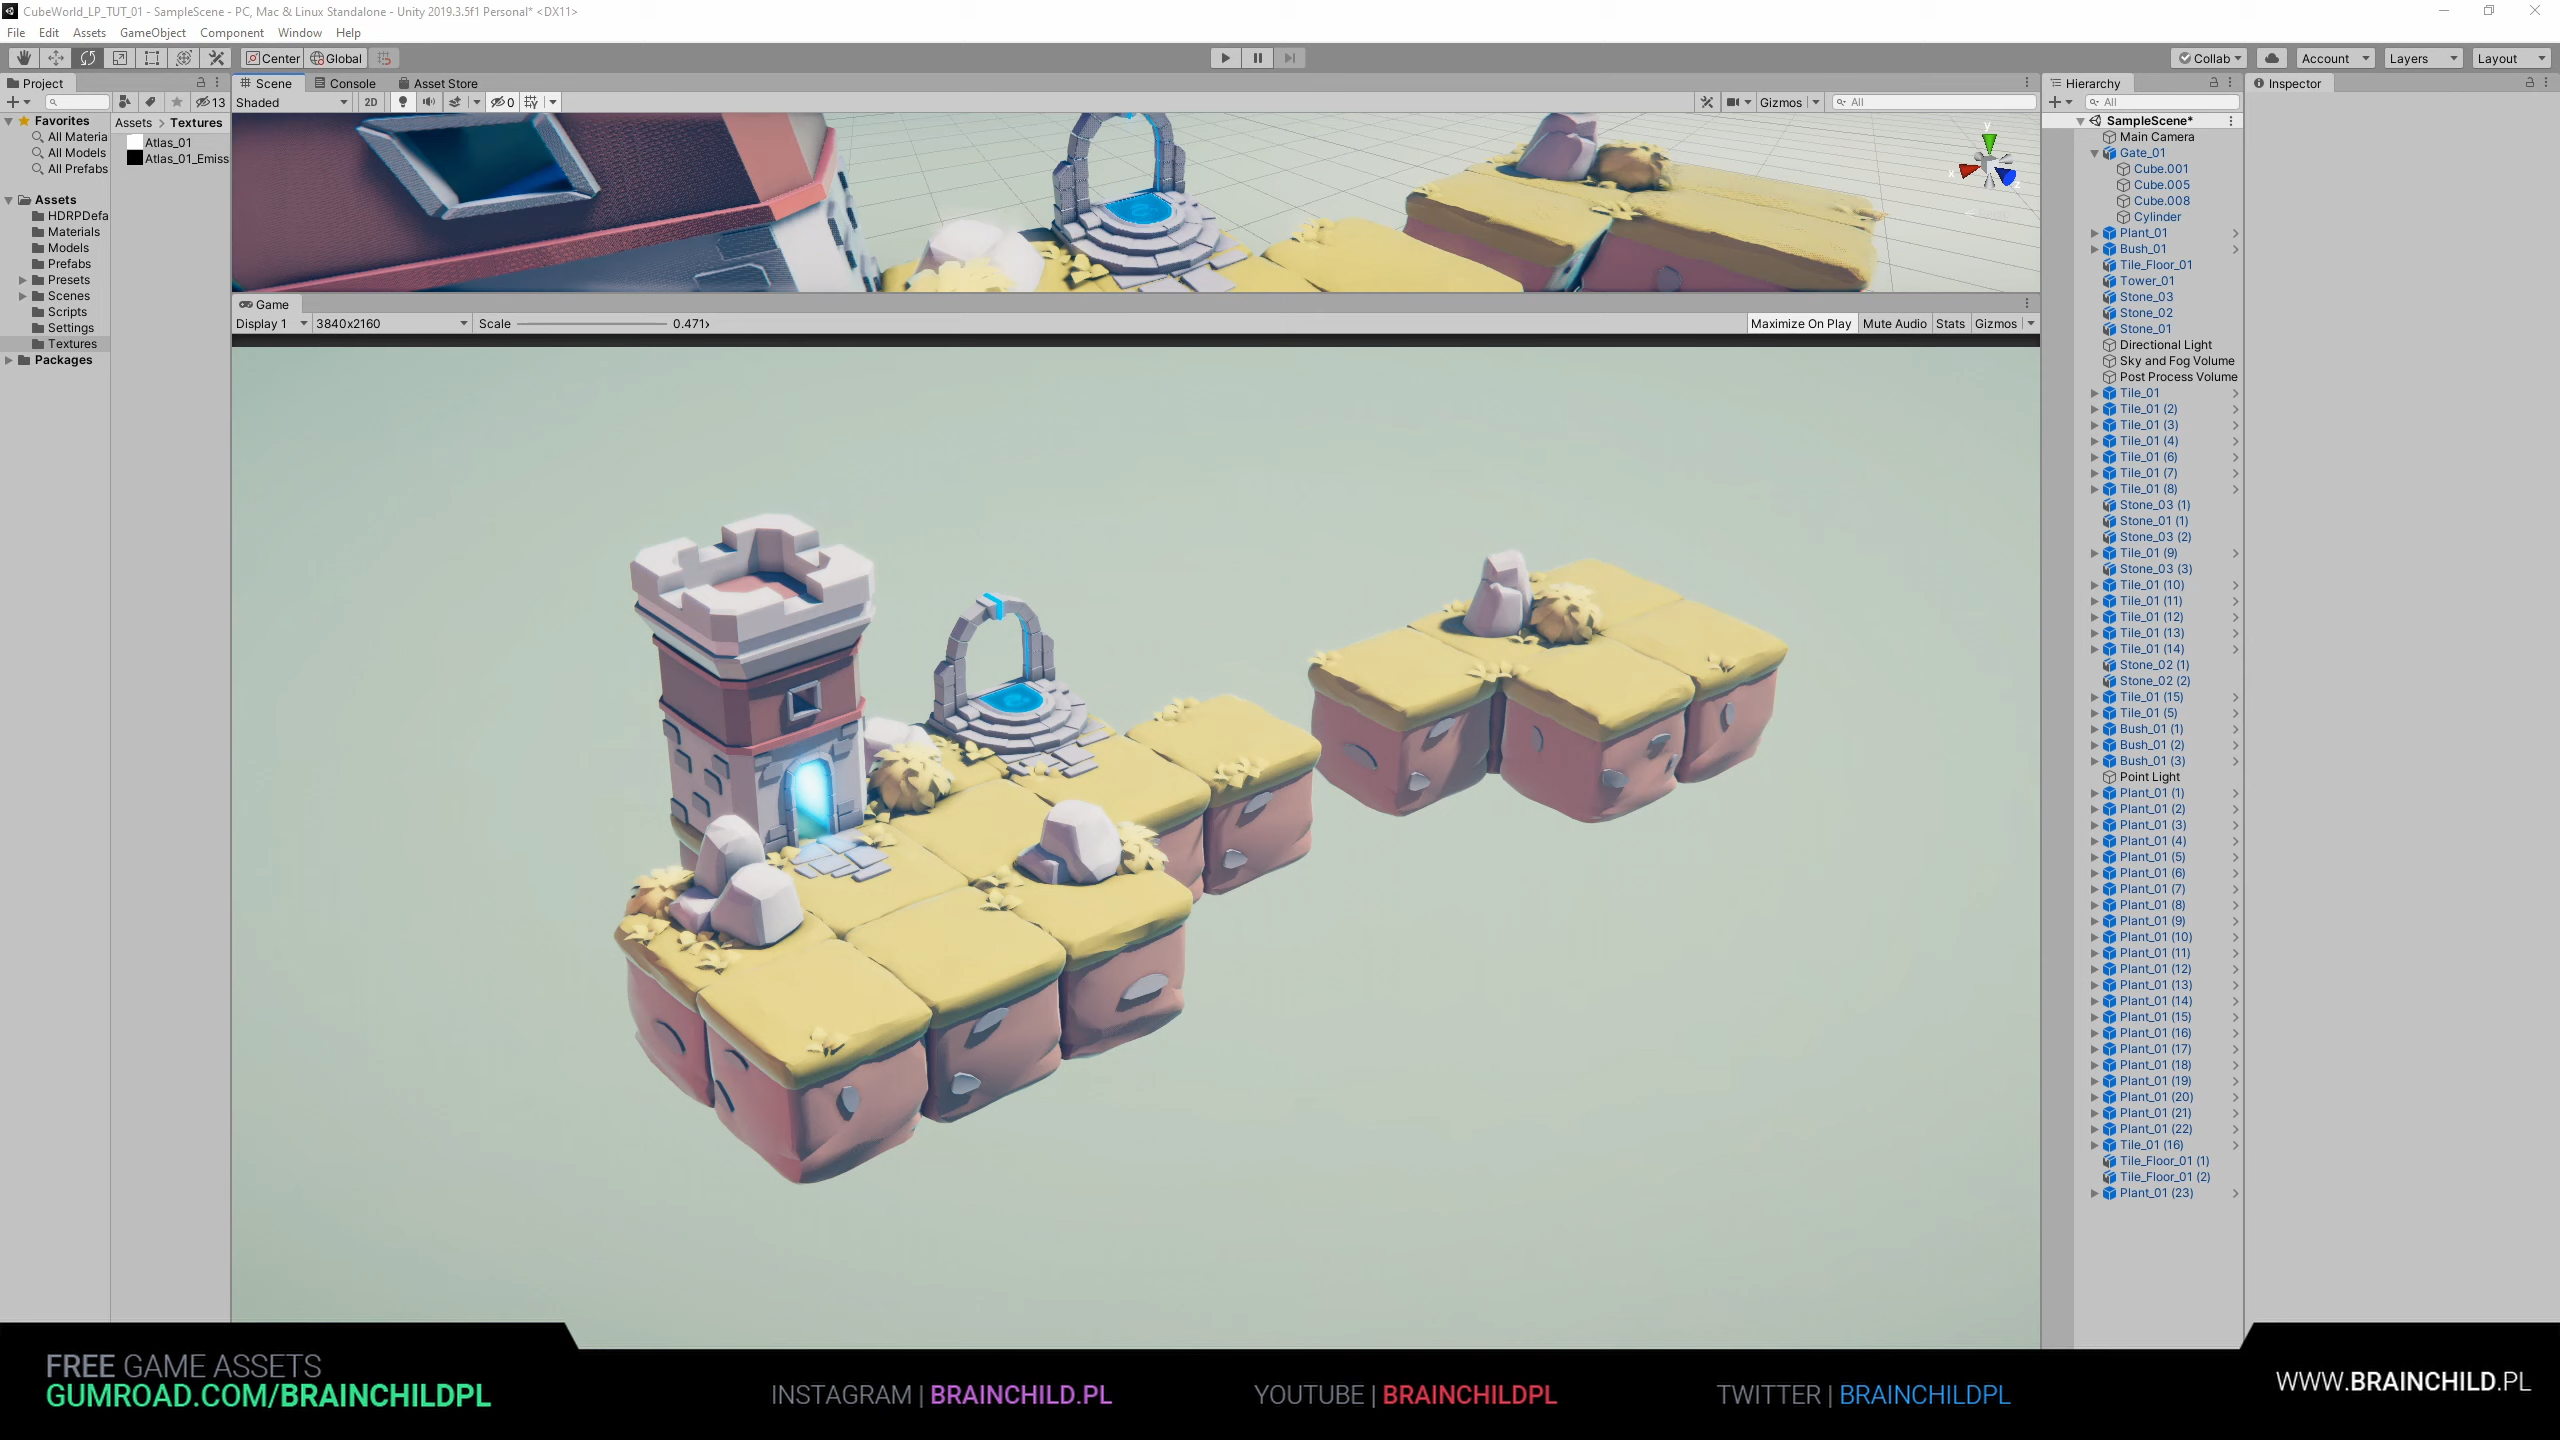 CubeWorld_LP_TUT_01 - SampleScene - PC, Mac & Linux Standalone - Unity 2019.3.5f1 Personal* <DX11>
File Edit Assets GameObject Component Window Help
Center Global
Collab Account Layers Layout
Project
13
Favorites
All Materia
All Models
All Prefabs
Assets
HDRPDefa
Materials
Models
Prefabs
Presets
Scenes
Scripts
Settings
Textures
Packages
Assets > Textures
Atlas_01
Atlas_01_Emiss
Scene Console Asset Store
Shaded 2D 0 Gizmos All
y
x
z
Game
Display 1 3840x2160 Scale 0.471x Maximize On Play Mute Audio Stats Gizmos
Hierarchy
All
SampleScene*
Main Camera
Gate_01
Cube.001
Cube.005
Cube.008
Cylinder
Plant_01
Bush_01
Tile_Floor_01
Tower_01
Stone_03
Stone_02
Stone_01
Directional Light
Sky and Fog Volume
Post Process Volume
Tile_01
Tile_01 (2)
Tile_01 (3)
Tile_01 (4)
Tile_01 (6)
Tile_01 (7)
Tile_01 (8)
Stone_03 (1)
Stone_01 (1)
Stone_03 (2)
Tile_01 (9)
Stone_03 (3)
Tile_01 (10)
Tile_01 (11)
Tile_01 (12)
Tile_01 (13)
Tile_01 (14)
Stone_02 (1)
Stone_02 (2)
Tile_01 (15)
Tile_01 (5)
Bush_01 (1)
Bush_01 (2)
Bush_01 (3)
Point Light
Plant_01 (1)
Plant_01 (2)
Plant_01 (3)
Plant_01 (4)
Plant_01 (5)
Plant_01 (6)
Plant_01 (7)
Plant_01 (8)
Plant_01 (9)
Plant_01 (10)
Plant_01 (11)
Plant_01 (12)
Plant_01 (13)
Plant_01 (14)
Plant_01 (15)
Plant_01 (16)
Plant_01 (17)
Plant_01 (18)
Plant_01 (19)
Plant_01 (20)
Plant_01 (21)
Plant_01 (22)
Tile_01 (16)
Tile_Floor_01 (1)
Tile_Floor_01 (2)
Plant_01 (23)
Inspector
FREE GAME ASSETS
GUMROAD.COM/BRAINCHILDPL
INSTAGRAM | BRAINCHILD.PL
YOUTUBE | BRAINCHILDPL
TWITTER | BRAINCHILDPL
WWW.BRAINCHILD.PL